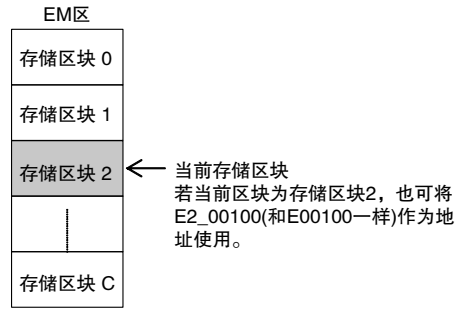 EM区
存储区块 0
存储区块 1
存储区块 2
当前存储区块
若当前区块为存储区块2，也可将
E2_00100(和E00100一样)作为地
址使用。
存储区块 C